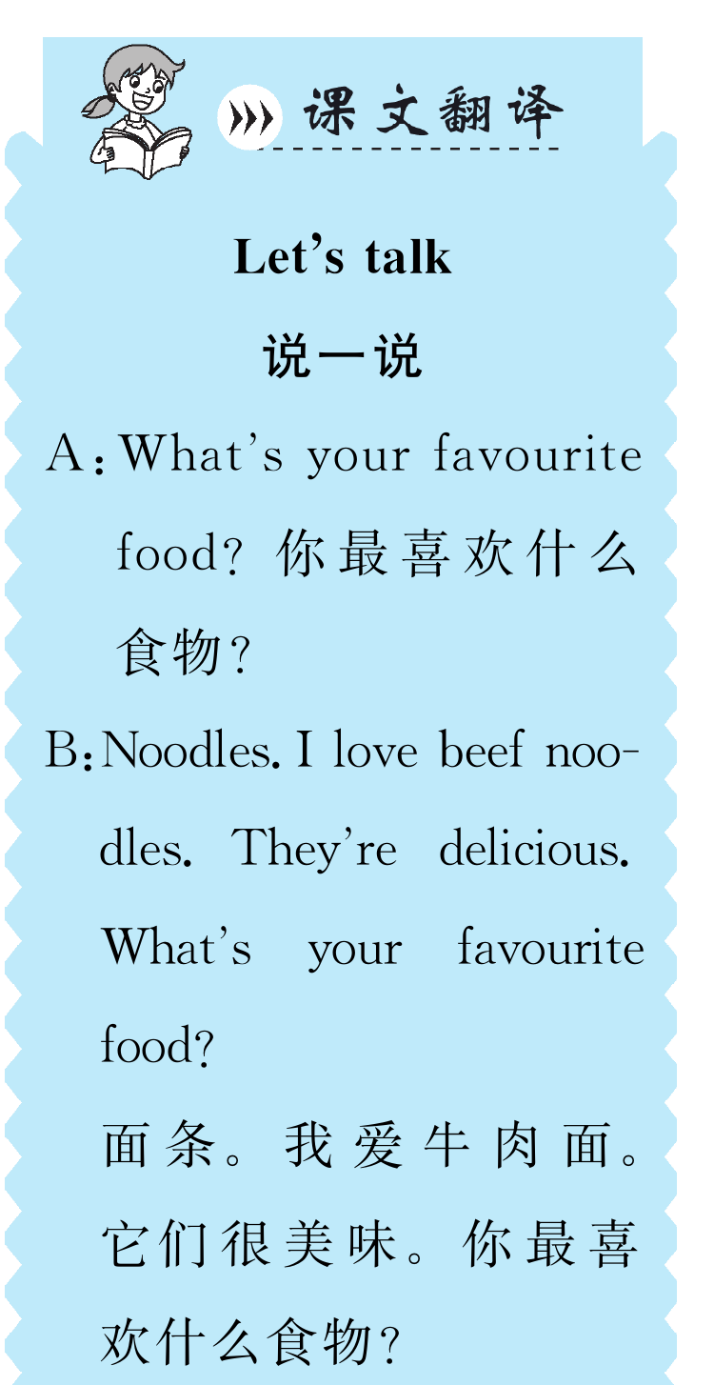 课文翻译
Let's talk
说一说
A:What's your favourite
food? 你最喜欢什么
食物?
B:Noodles. I love beef noo-
dles. They're delicious.
What's your favourite
food?
面条。我爱牛肉面。
它们很美味。你最喜
欢什么食物?